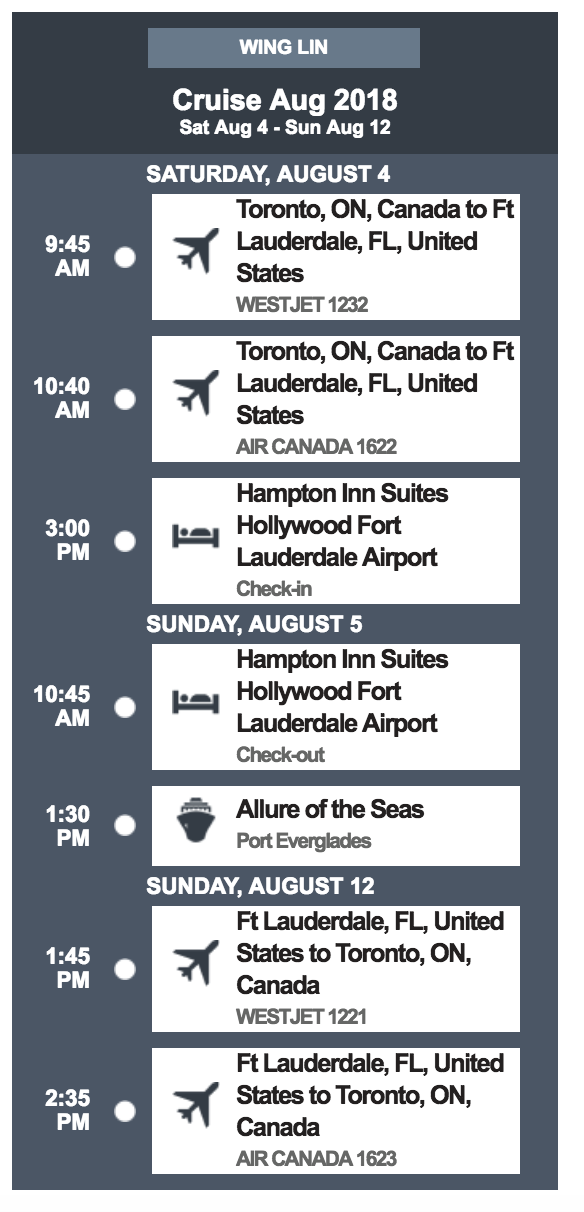 WING LIN
Cruise Aug 2018
Sat Aug 4 - Sun Aug 12
SATURDAY, AUGUST 4
9:45
AM
Toronto, ON, Canada to Ft
Lauderdale, FL, United
States
WESTJET 1232
10:40
AM
Toronto, ON, Canada to Ft
Lauderdale, FL, United
States
AIR CANADA 1622
3:00
PM
Hampton Inn Suites
Hollywood Fort
Lauderdale Airport
Check-in
SUNDAY, AUGUST 5
10:45
AM
Hampton Inn Suites
Hollywood Fort
Lauderdale Airport
Check-out
1:30
PM
Allure of the Seas
Port Everglades
SUNDAY, AUGUST 12
1:45
PM
Ft Lauderdale, FL, United
States to Toronto, ON,
Canada
WESTJET 1221
2:35
PM
Ft Lauderdale, FL, United
States to Toronto, ON,
Canada
AIR CANADA 1623